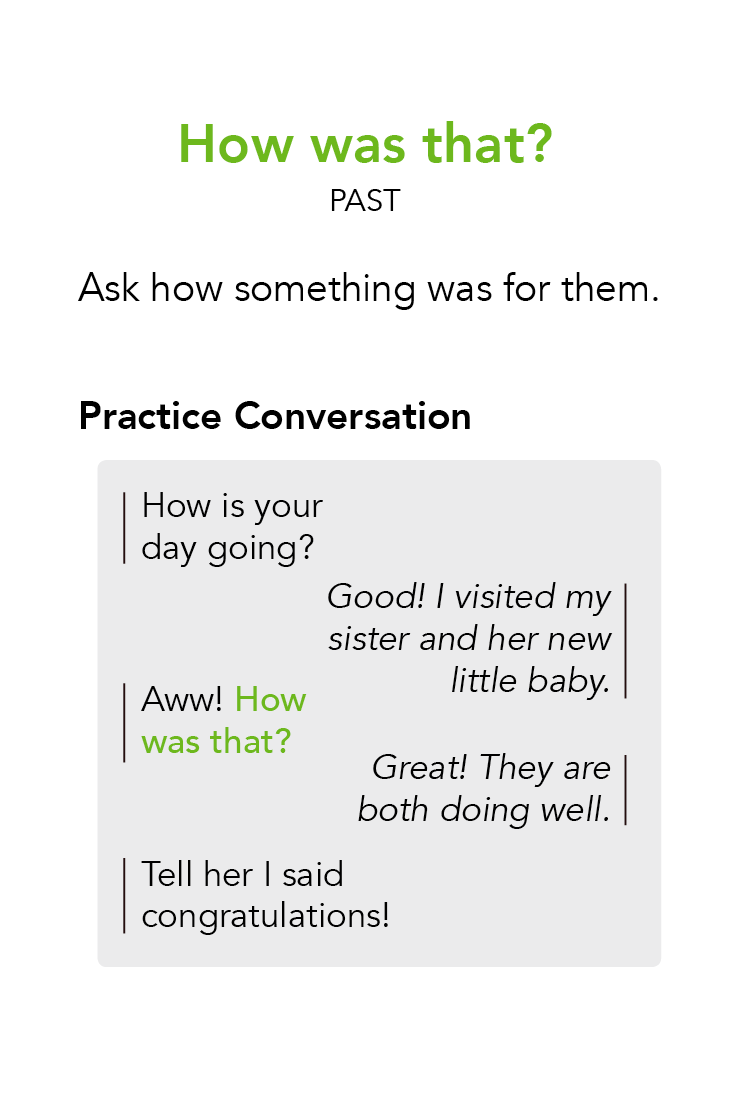 How was that?
PAST
Ask how something was for them.
Practice Conversation
How is your
day going?
Good! I visited my
sister and her new
little baby.
Aww! How
was that?
Great! They are
both doing well.
Tell her I said
congratulations!